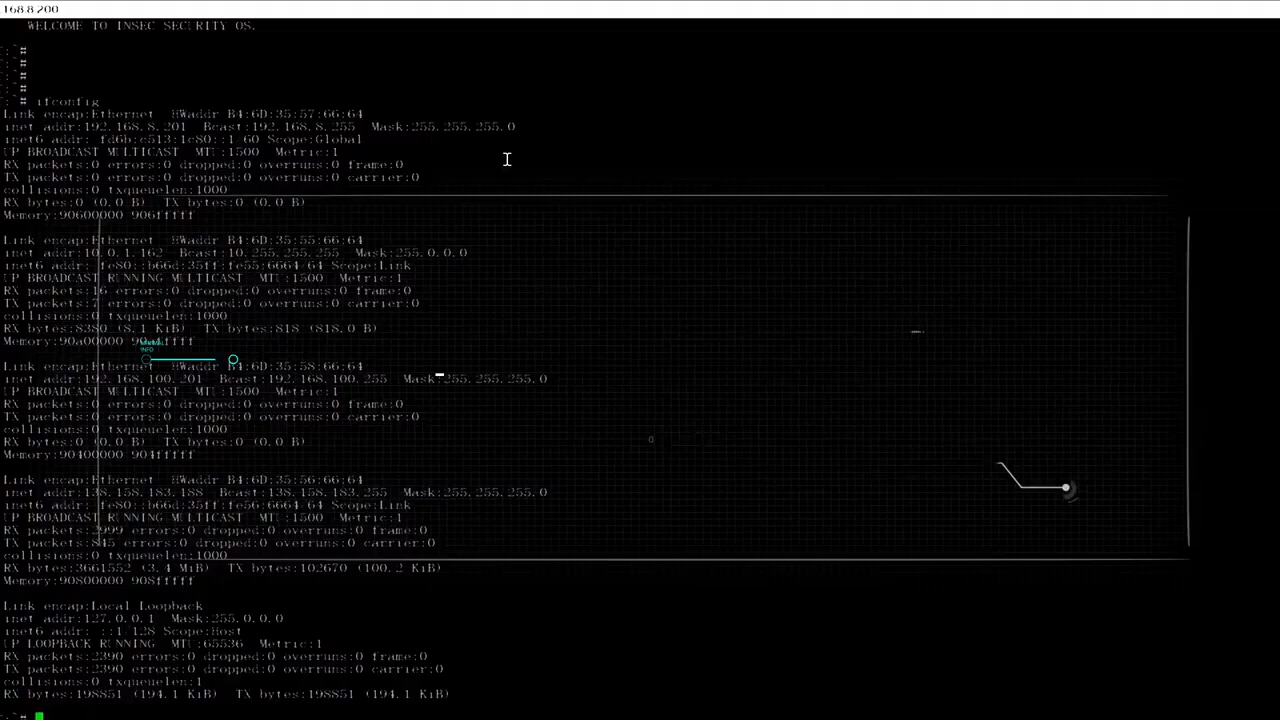 168.8.200
WELCOME TO INSEC SECURITY OS.
:~#
:~#
:~#
:~#
:~# ifconfig
Link encap:Ethernet HWaddr B4:6D:35:57:66:64
inet addr:192.168.8.201 Bcast:192.168.8.255 Mask:255.255.255.0
inet6 addr: fd6b:c513:1c80::1/60 Scope:Global
UP BROADCAST MULTICAST MTU:1500 Metric:1
RX packets:0 errors:0 dropped:0 overruns:0 frame:0
TX packets:0 errors:0 dropped:0 overruns:0 carrier:0
collisions:0 txqueuelen:1000
RX bytes:0 (0.0 B) TX bytes:0 (0.0 B)
Memory:90600000-906fffff
Link encap:Ethernet HWaddr B4:6D:35:55:66:64
inet addr:10.0.1.162 Bcast:10.255.255.255 Mask:255.0.0.0
inet6 addr: fe80::b66d:35ff:fe55:6664/64 Scope:Link
UP BROADCAST RUNNING MULTICAST MTU:1500 Metric:1
RX packets:16 errors:0 dropped:0 overruns:0 frame:0
TX packets:7 errors:0 dropped:0 overruns:0 carrier:0
collisions:0 txqueuelen:1000
RX bytes:8380 (8.1 KiB) TX bytes:818 (818.0 B)
Memory:90a00000
INFO
Link encap:Ethernet HWaddr B4:6D:35:58:66:64
inet addr:192.168.100.201 Bcast:192.168.100.255 Mask:255.255.255.0
UP BROADCAST MULTICAST MTU:1500 Metric:1
RX packets:0 errors:0 dropped:0 overruns:0 frame:0
TX packets:0 errors:0 dropped:0 overruns:0 carrier:0
collisions:0 txqueuelen:1000
RX bytes:0 (0.0 B) TX bytes:0 (0.0 B)
Memory:90400000-904fffff
Link encap:Ethernet HWaddr B4:6D:35:56:66:64
inet addr:138.158.183.188 Bcast:138.158.183.255 Mask:255.255.255.0
inet6 addr: fe80::b66d:35ff:fe56:6664/64 Scope:Link
UP BROADCAST RUNNING MULTICAST MTU:1500 Metric:1
RX packets:2999 errors:0 dropped:0 overruns:0 frame:0
TX packets:845 errors:0 dropped:0 overruns:0 carrier:0
collisions:0 txqueuelen:1000
RX bytes:3661552 (3.4 MiB) TX bytes:102670 (100.2 KiB)
Memory:90800000-908fffff
Link encap:Local Loopback
inet addr:127.0.0.1 Mask:255.0.0.0
inet6 addr: ::1/128 Scope:Host
UP LOOPBACK RUNNING MTU:65536 Metric:1
RX packets:2390 errors:0 dropped:0 overruns:0 frame:0
TX packets:2390 errors:0 dropped:0 overruns:0 carrier:0
collisions:0 txqueuelen:1
RX bytes:198851 (194.1 KiB) TX bytes:198851 (194.1 KiB)
:~#